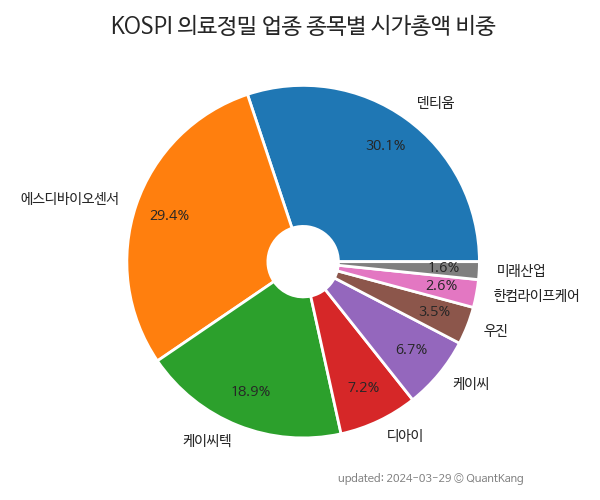 KOSPI 의료정밀 업종 종목별 시가총액 비중
덴티움
30.1%
에스디바이오센서
29.4%
미래산업
1.6%
한컴라이프케어
2.6%
우진
3.5%
케이씨
6.7%
디아이
7.2%
케이씨텍
18.9%
updated: 2024-03-29 © QuantKang